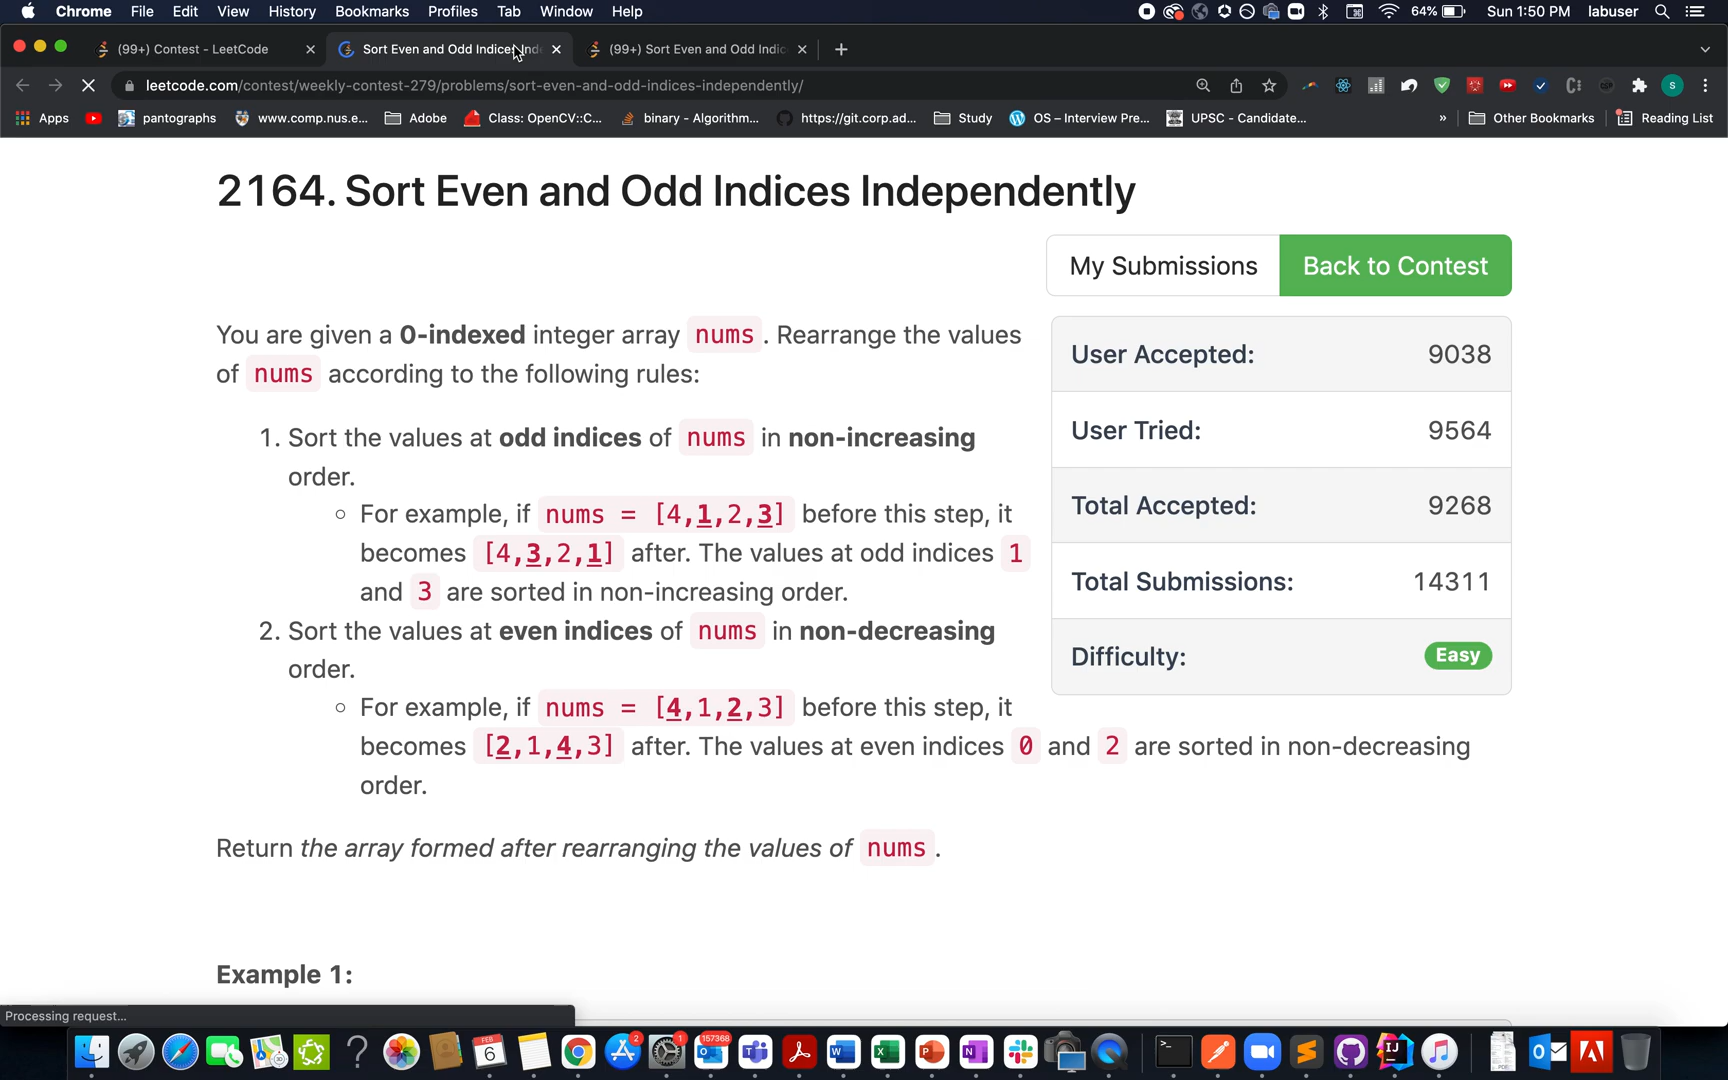 Chrome File Edit View History Bookmarks Profiles Tab Window Help 64% Sun 1:50 PM labuser
(99+) Contest - LeetCode Sort Even and Odd Indices Inde (99+) Sort Even and Odd Indic
leetcode.com/contest/weekly-contest-279/problems/sort-even-and-odd-indices-independently/
Apps pantographs www.comp.nus.e... Adobe Class: OpenCV::C... binary - Algorithm... https://git.corp.ad... Study OS – Interview Pre... UPSC - Candidate... » Other Bookmarks Reading List
2164. Sort Even and Odd Indices Independently
My Submissions Back to Contest
You are given a 0-indexed integer array nums. Rearrange the values
of nums according to the following rules:
1. Sort the values at odd indices of nums in non-increasing
order.
For example, if nums = [4,1,2,3] before this step, it
becomes [4,3,2,1] after. The values at odd indices 1
and 3 are sorted in non-increasing order.
2. Sort the values at even indices of nums in non-decreasing
order.
For example, if nums = [4,1,2,3] before this step, it
becomes [2,1,4,3] after. The values at even indices 0 and 2 are sorted in non-decreasing
order.
Return the array formed after rearranging the values of nums.
User Accepted: 9038
User Tried: 9564
Total Accepted: 9268
Total Submissions: 14311
Difficulty: Easy
Example 1:
Processing request...
FEB
6
2
1
157368